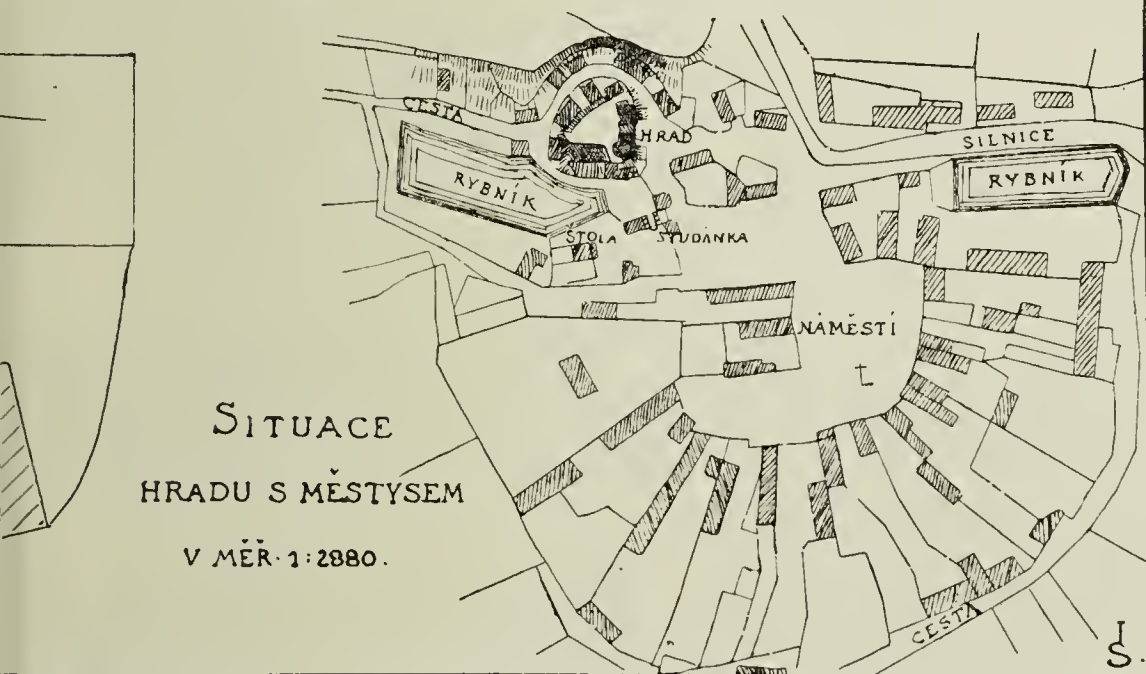 CESTA
HRAD
SILNICE
RYBNÍK
RYBNÍK
ŠTOLA
STUDÁNKA
NÁMĚSTÍ
SITUACE
HRADU S MĚSTYSEM
V MĚŘ. 1:2880.
CESTA
I
S.